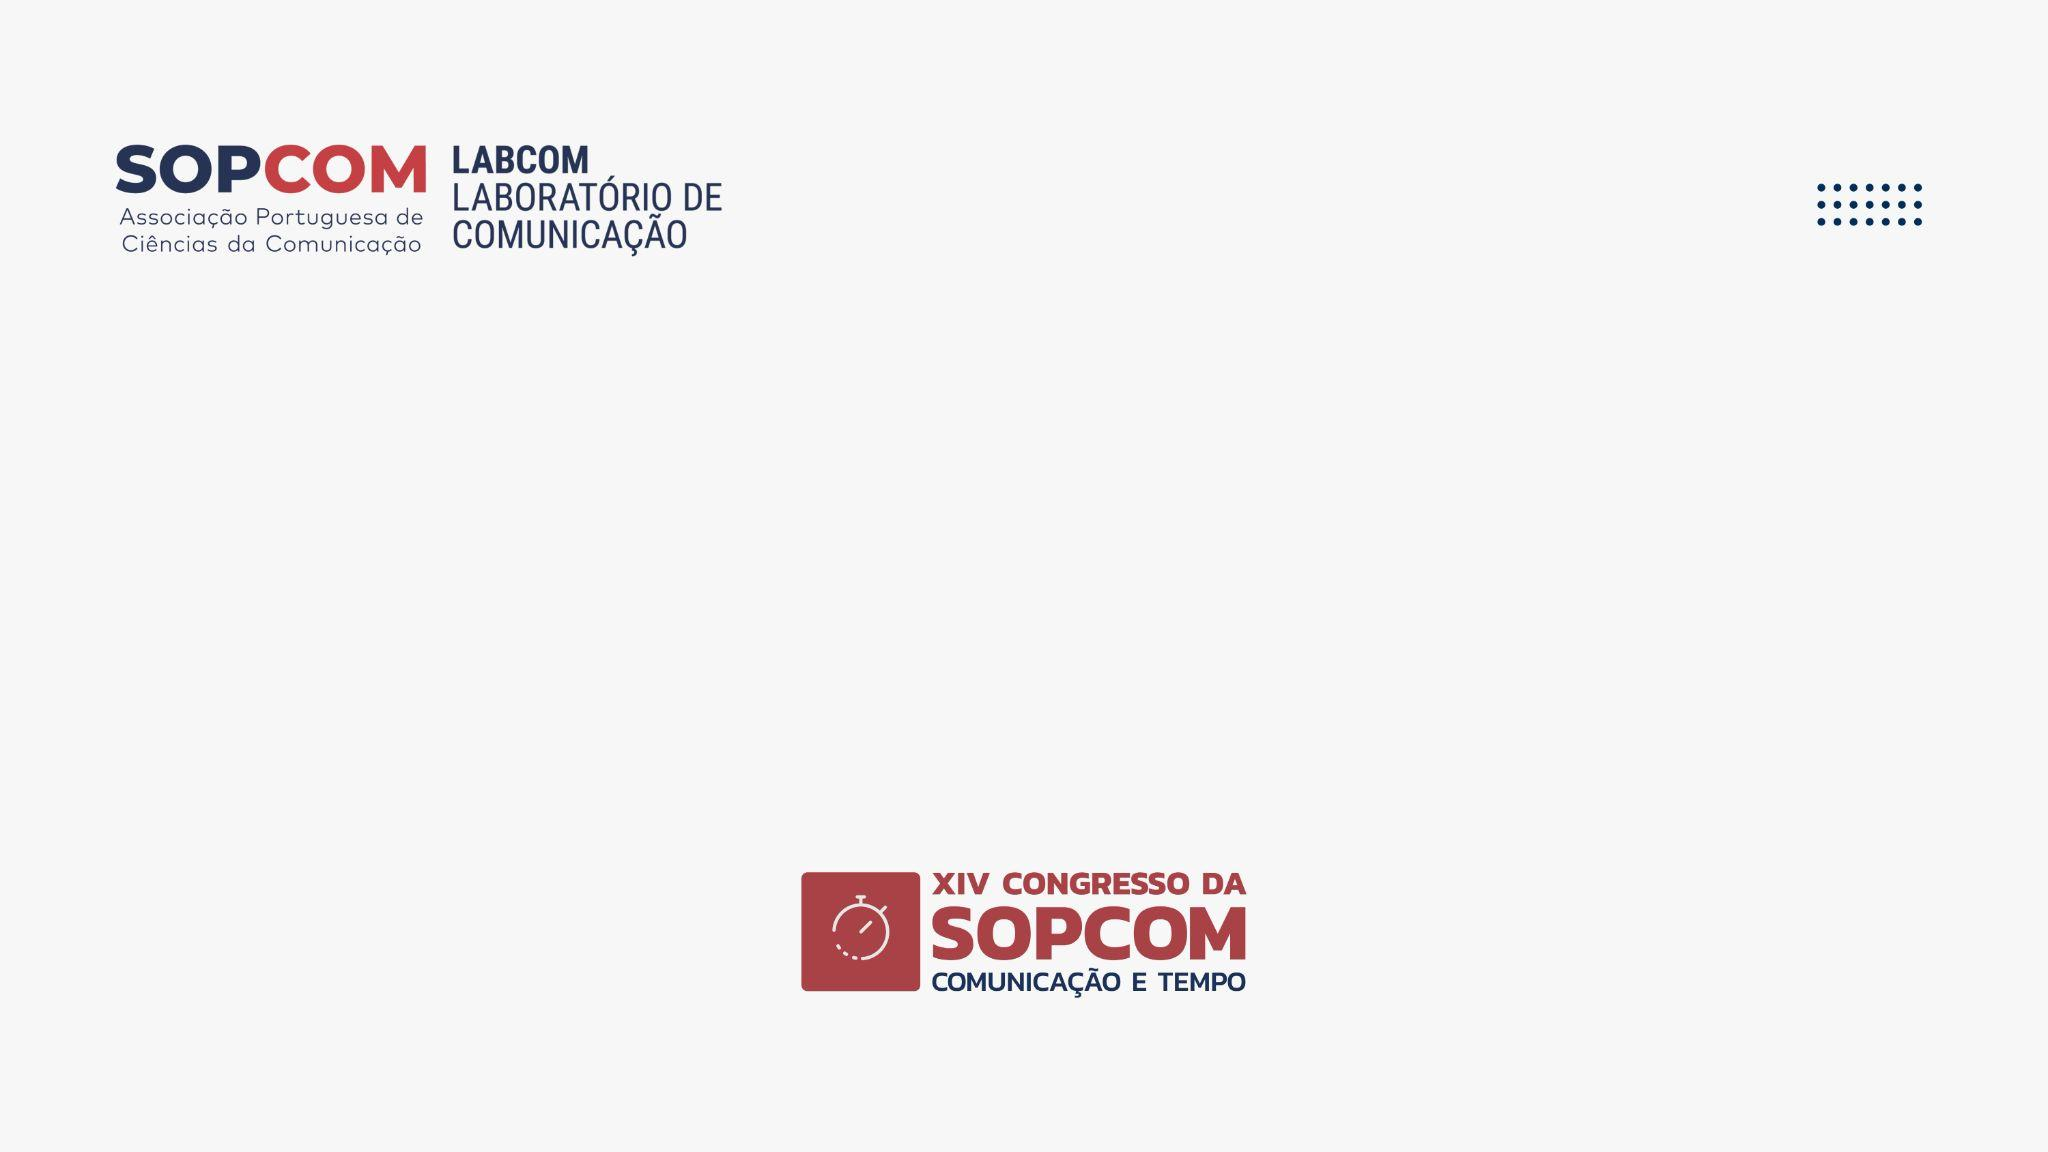 SOPCOM
Associação Portuguesa de
Ciências da Comunicação
LABCOM
LABORATÓRIO DE
COMUNICAÇÃO
XIV CONGRESSO DA
SOPCOM
COMUNICAÇÃO E TEMPO